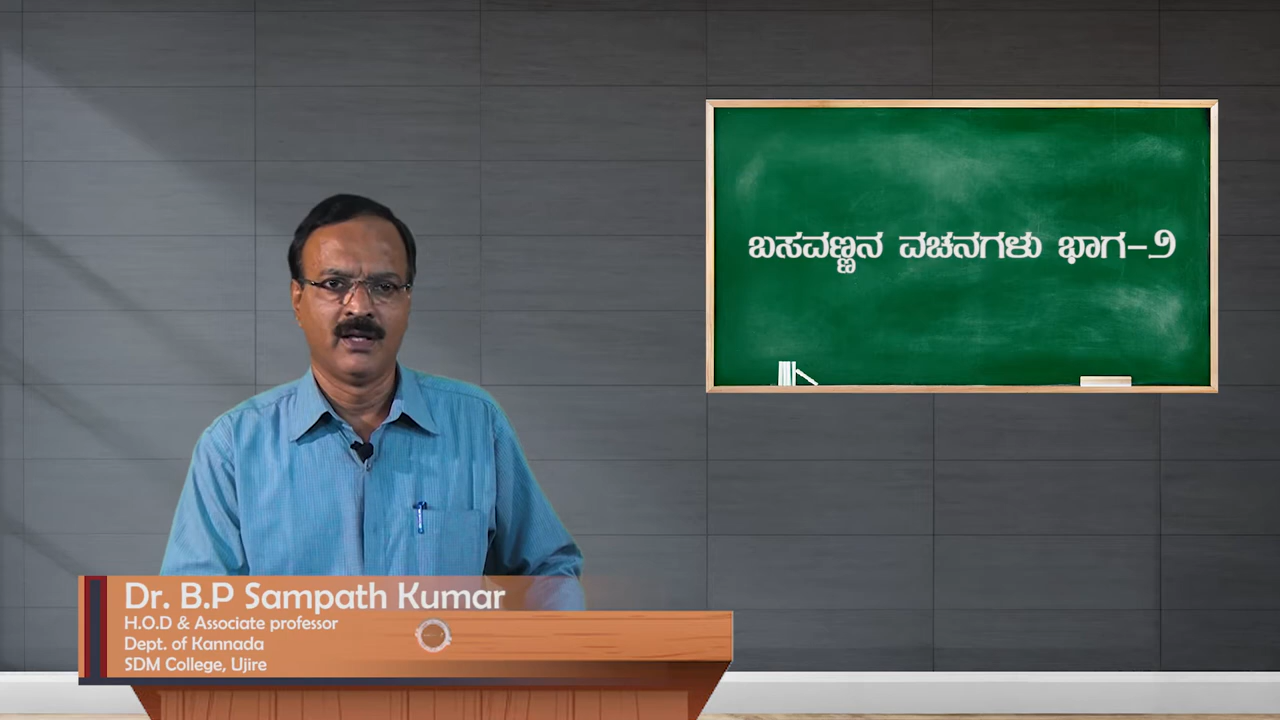 ಬಸವಣ್ಣನ ವಚನಗಳು ಭಾಗ-೨
Dr. B.P Sampath Kumar
H.O.D & Associate professor
Dept. of Kannada
SDM College, Ujire